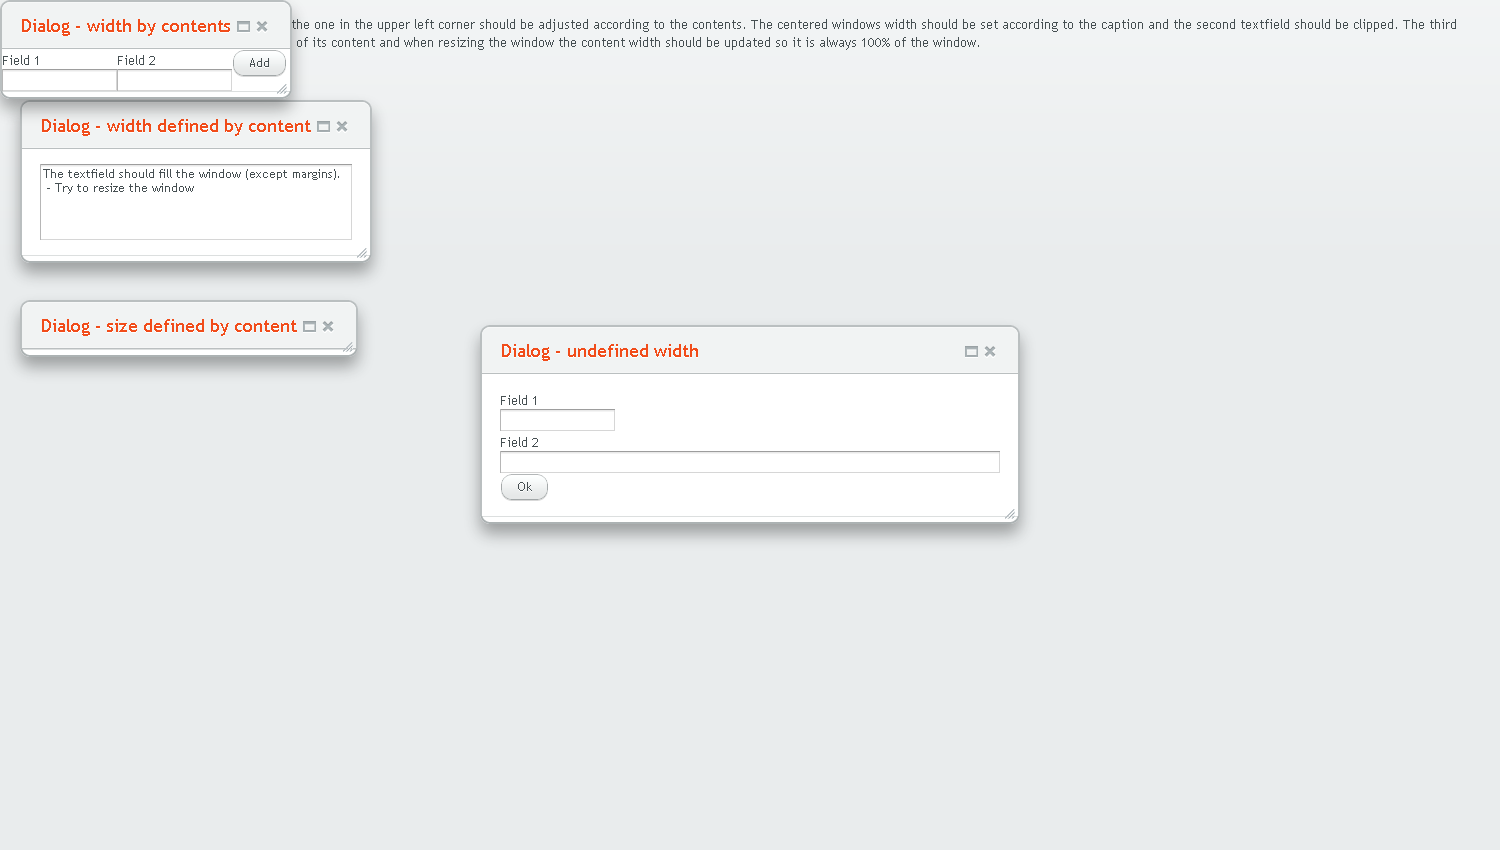 Dialog - width by contents
the one in the upper left corner should be adjusted according to the contents. The centered windows width should be set according to the caption and the second textfield should be clipped. The third
of its content and when resizing the window the content width should be updated so it is always 100% of the window.
Field 1 Field 2 Add
Dialog - width defined by content
The textfield should fill the window (except margins).
- Try to resize the window
Dialog - size defined by content
Dialog - undefined width
Field 1
Field 2
Ok